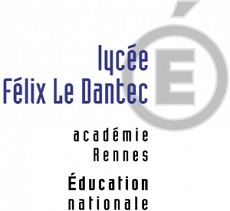 lycée
Félix Le Dantec
É
académie
Rennes
Éducation
nationale